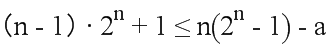 (n - 1) · 2ⁿ + 1 ≤ n(2ⁿ - 1) - a